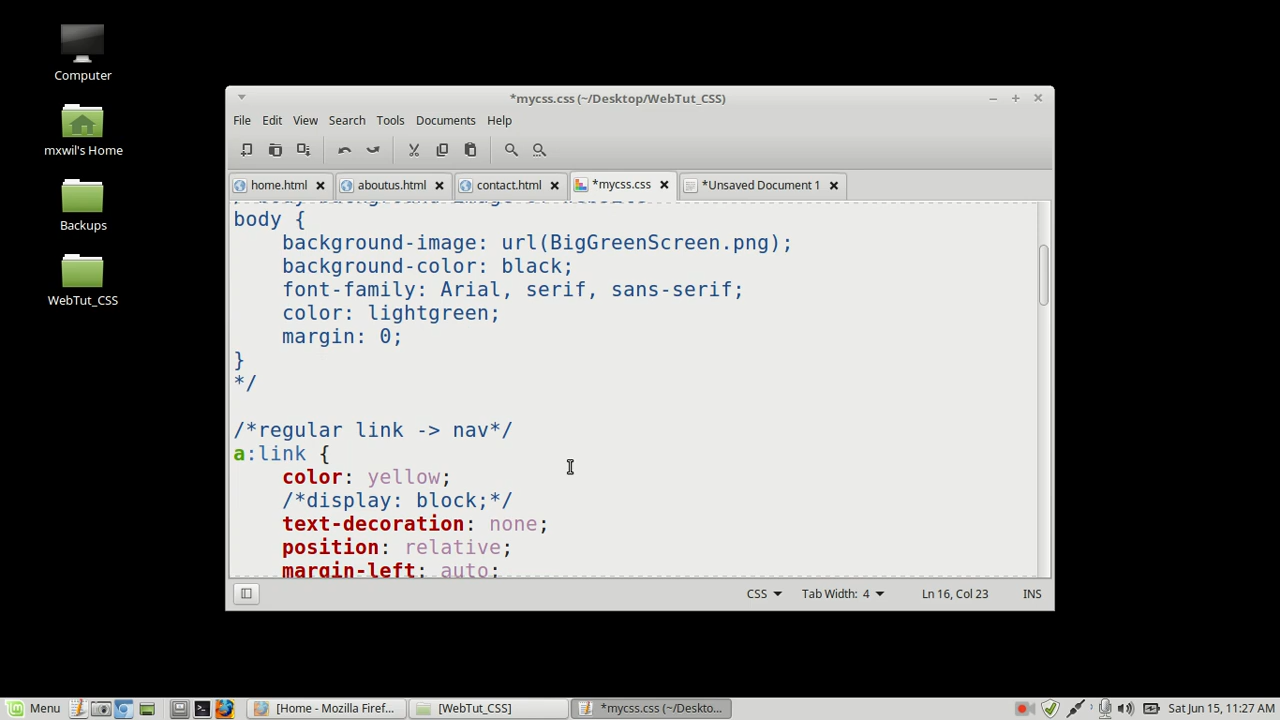 Computer
mxwil's Home
Backups
WebTut_CSS
*mycss.css (~/Desktop/WebTut_CSS)
File Edit View Search Tools Documents Help
home.html aboutus.html contact.html *mycss.css *Unsaved Document 1
body {
background-image: url(BigGreenScreen.png);
background-color: black;
font-family: Arial, serif, sans-serif;
color: lightgreen;
margin: 0;
}
*/
/*regular link -> nav*/
a:link {
color: yellow;
/*display: block;*/
text-decoration: none;
position: relative;
margin-left: auto;
CSS Tab Width: 4 Ln 16, Col 23 INS
Menu [Home - Mozilla Firef... [WebTut_CSS] *mycss.css (~/Deskto... Sat Jun 15, 11:27 AM